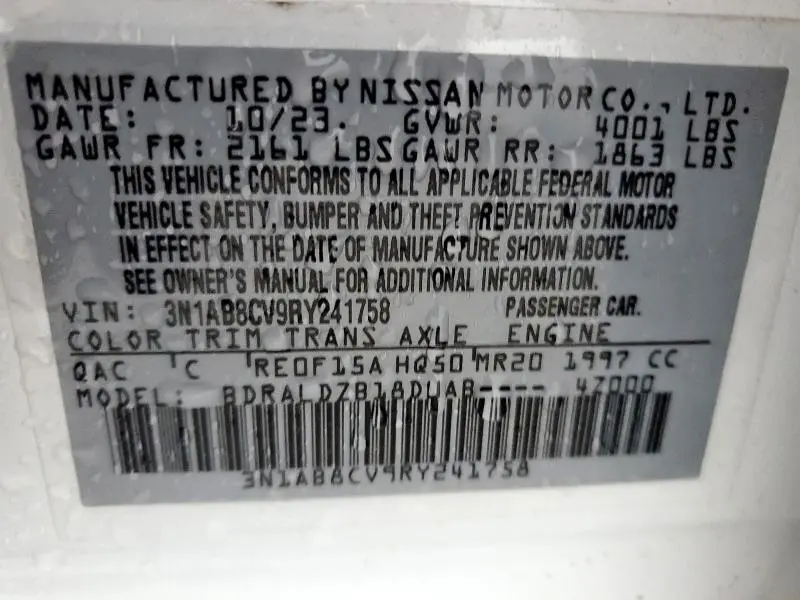 MANUFACTURED BY NISSAN MOTOR CO., LTD.
DATE: 10/23. GVWR: 4001 LBS
GAWR FR: 2161 LBS GAWR RR: 1863 LBS
THIS VEHICLE CONFORMS TO ALL APPLICABLE FEDERAL MOTOR
VEHICLE SAFETY, BUMPER AND THEFT PREVENTION STANDARDS
IN EFFECT ON THE DATE OF MANUFACTURE SHOWN ABOVE.
SEE OWNER'S MANUAL FOR ADDITIONAL INFORMATION.
VIN: 3N1AB8CV9RY241758 PASSENGER CAR.
COLOR TRIM TRANS AXLE ENGINE
QAC C RE0F15A HQ50 MR20 1997 CC
MODEL: BDRALDZB18DUAB---- 47000
3N1AB8CV9RY241758